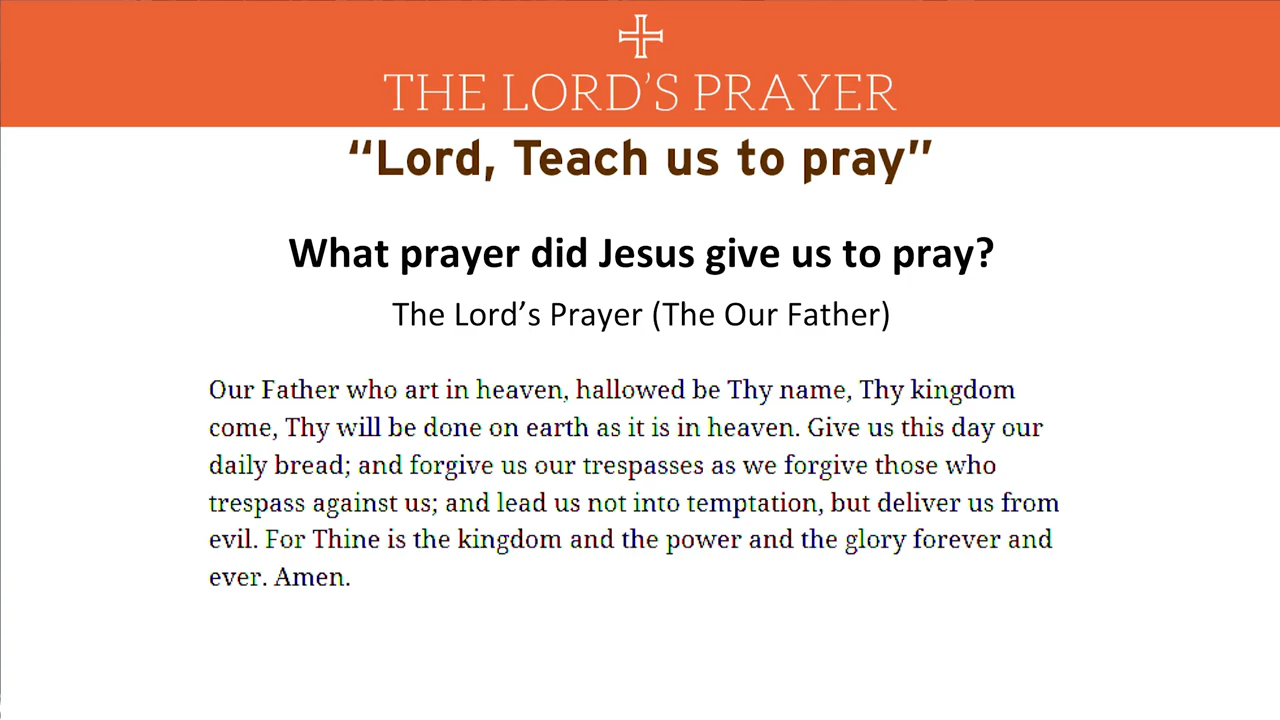 THE LORD'S PRAYER
“Lord, Teach us to pray”
What prayer did Jesus give us to pray?
The Lord’s Prayer (The Our Father)
Our Father who art in heaven, hallowed be Thy name, Thy kingdom
come, Thy will be done on earth as it is in heaven. Give us this day our
daily bread; and forgive us our trespasses as we forgive those who
trespass against us; and lead us not into temptation, but deliver us from
evil. For Thine is the kingdom and the power and the glory forever and
ever. Amen.